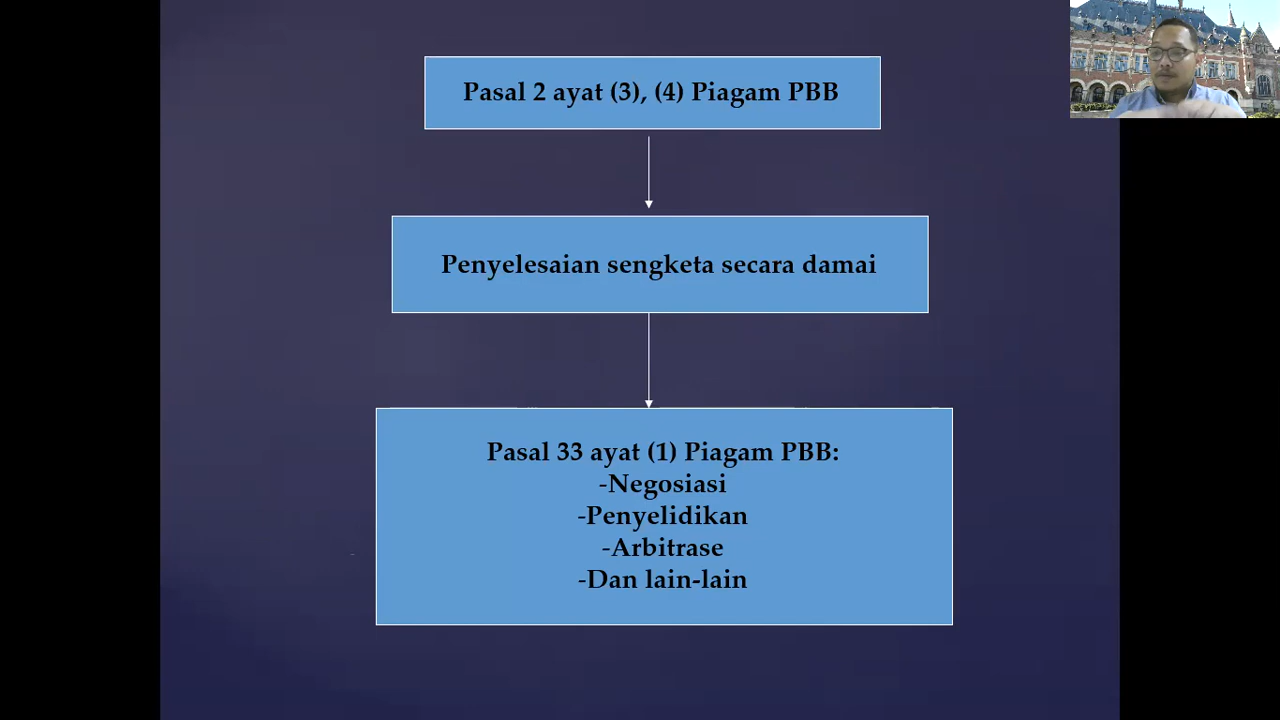 Pasal 2 ayat (3), (4) Piagam PBB
Penyelesaian sengketa secara damai
Pasal 33 ayat (1) Piagam PBB:
-Negosiasi
-Penyelidikan
-Arbitrase
-Dan lain-lain